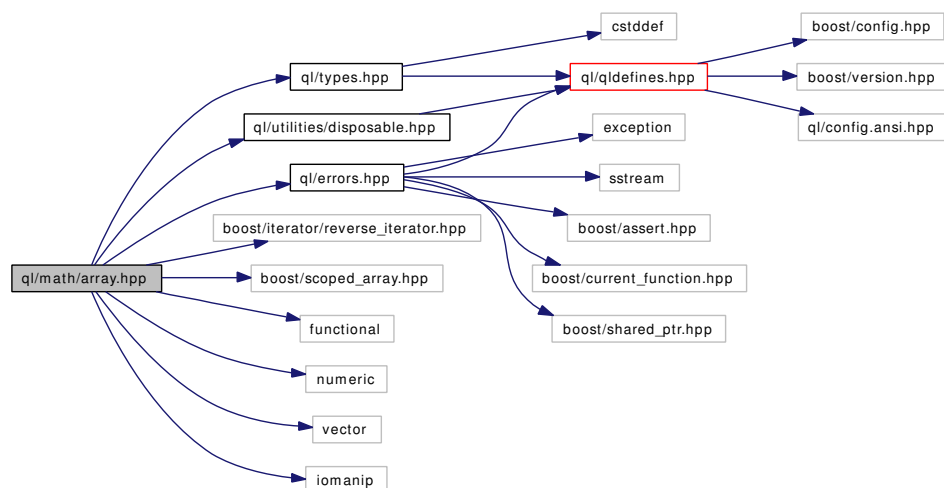 cstddef
boost/config.hpp
ql/types.hpp
ql/qldefines.hpp
boost/version.hpp
ql/utilities/disposable.hpp
exception
ql/config.ansi.hpp
ql/errors.hpp
sstream
boost/iterator/reverse_iterator.hpp
boost/assert.hpp
ql/math/array.hpp
boost/scoped_array.hpp
boost/current_function.hpp
functional
boost/shared_ptr.hpp
numeric
vector
iomanip